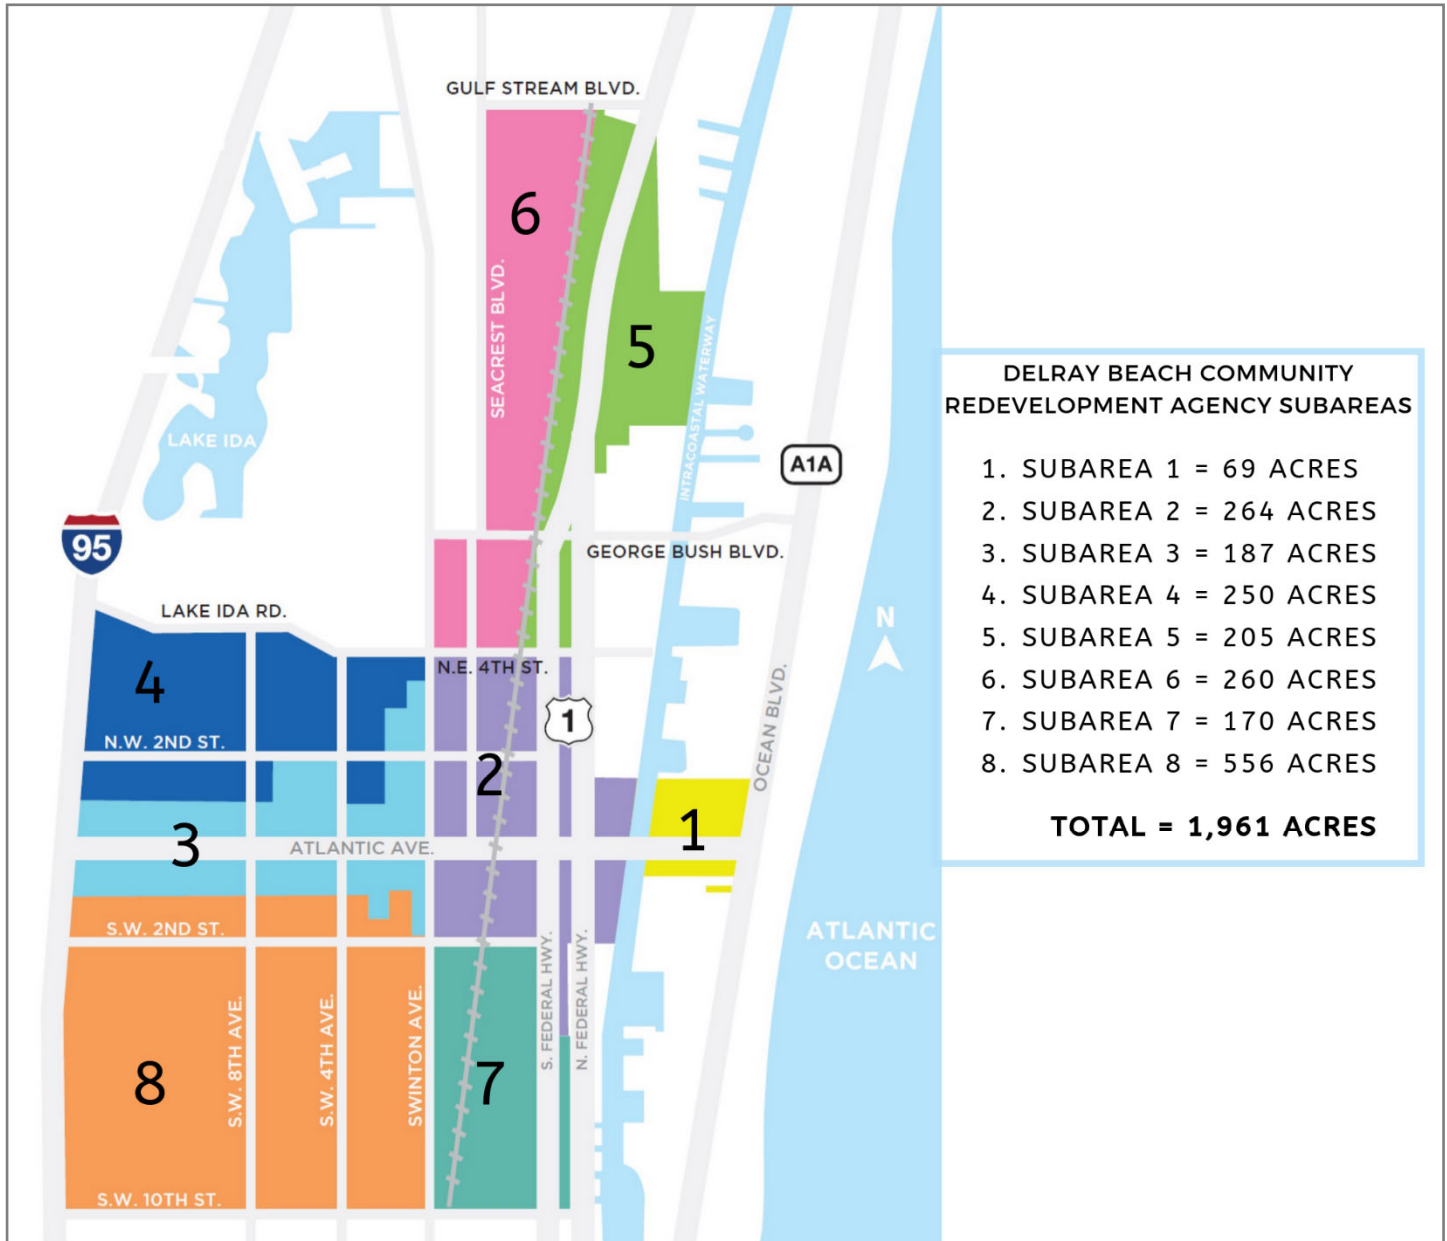 GULF STREAM BLVD.
6
SEACREST BLVD.
5
INTRACOASTAL WATERWAY
LAKE IDA
A1A
95
GEORGE BUSH BLVD.
LAKE IDA RD.
N
4
N.E. 4TH ST.
1
N.W. 2ND ST.
2
OCEAN BLVD.
3
ATLANTIC AVE.
1
S.W. 2ND ST.
ATLANTIC
OCEAN
S. FEDERAL HWY.
N. FEDERAL HWY.
8
S.W. 8TH AVE.
S.W. 4TH AVE.
SWINTON AVE.
7
S.W. 10TH ST.
DELRAY BEACH COMMUNITY
REDEVELOPMENT AGENCY SUBAREAS
1. SUBAREA 1 = 69 ACRES
2. SUBAREA 2 = 264 ACRES
3. SUBAREA 3 = 187 ACRES
4. SUBAREA 4 = 250 ACRES
5. SUBAREA 5 = 205 ACRES
6. SUBAREA 6 = 260 ACRES
7. SUBAREA 7 = 170 ACRES
8. SUBAREA 8 = 556 ACRES
TOTAL = 1,961 ACRES